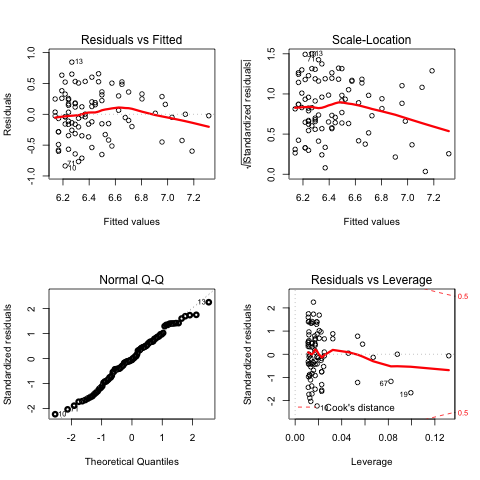 Residuals vs Fitted
Residuals
-1.0 -0.5 0.0 0.5 1.0
13
71
10
6.2 6.4 6.6 6.8 7.0 7.2
Fitted values
Scale-Location
√|Standardized residuals|
0.0 0.5 1.0 1.5
13
71
6.2 6.4 6.6 6.8 7.0 7.2
Fitted values
Normal Q-Q
Standardized residuals
-2 -1 0 1 2
13
71
10
-2 -1 0 1 2
Theoretical Quantiles
Residuals vs Leverage
Standardized residuals
-2 -1 0 1 2
0.5
67
19
Cook's distance
0.5
0.00 0.04 0.08 0.12
Leverage